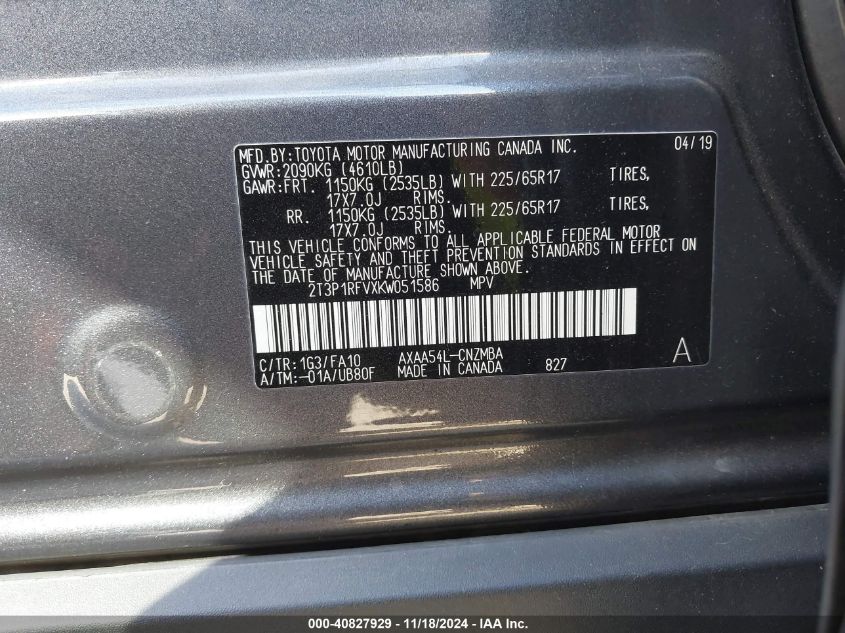 MFD.BY:TOYOTA MOTOR MANUFACTURING CANADA INC. 04/19
GVWR:2090KG (4610LB)
GAWR:FRT. 1150KG (2535LB) WITH 225/65R17 TIRES,
17X7.0J RIMS.
RR. 1150KG (2535LB) WITH 225/65R17 TIRES,
17X7.0J RIMS.
THIS VEHICLE CONFORMS TO ALL APPLICABLE FEDERAL MOTOR
VEHICLE SAFETY AND THEFT PREVENTION STANDARDS IN EFFECT ON
THE DATE OF MANUFACTURE SHOWN ABOVE.
2T3P1RFVXKW051586 MPV
C/TR:1G3/FA10 AXAA54L-CNZMBA
A/TM:-01A/UB80F MADE IN CANADA 827 A
000-40827929 - 11/18/2024 - IAA Inc.